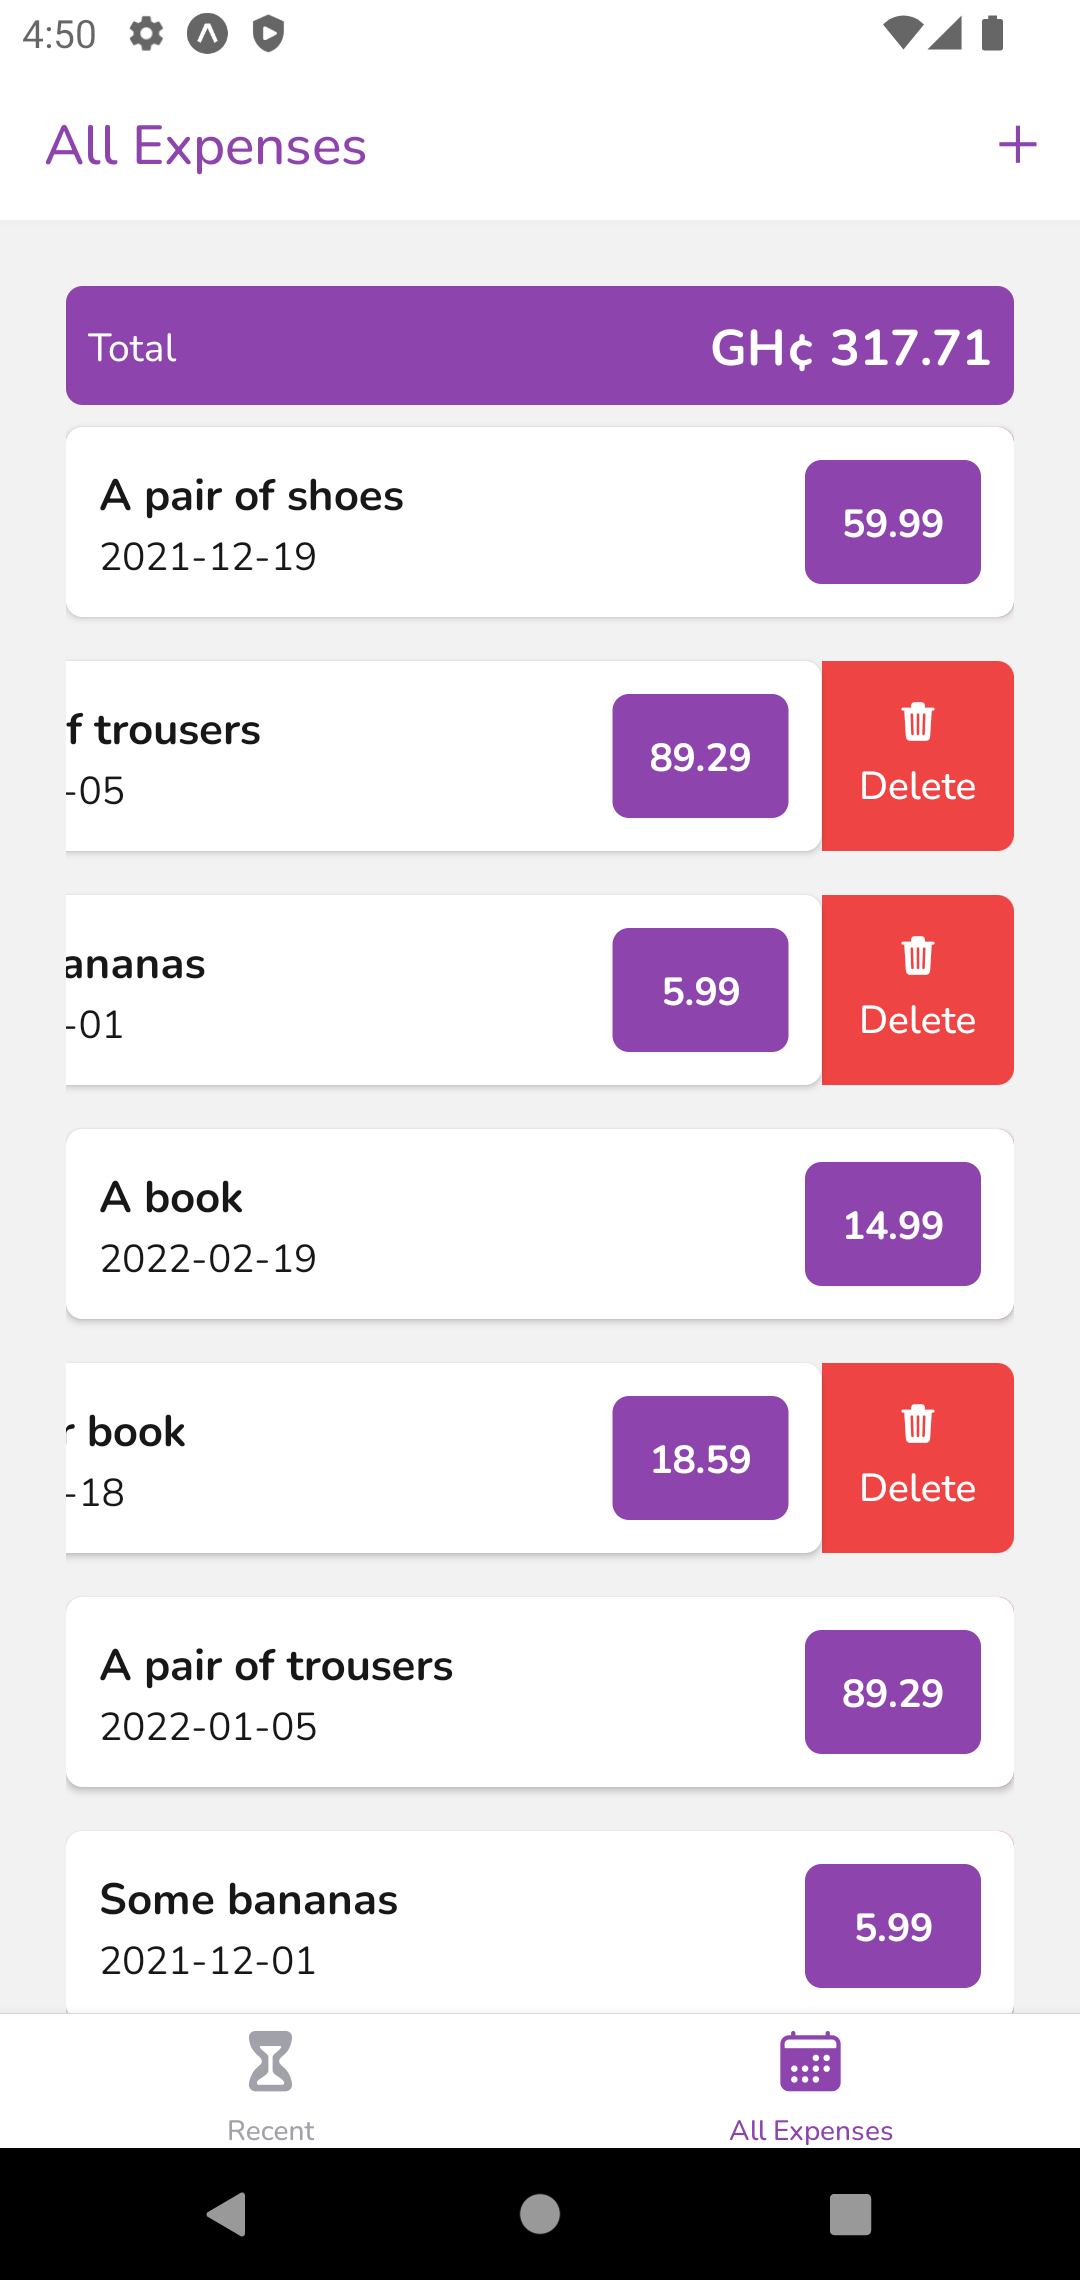 4:50
All Expenses
Total GH¢ 317.71
A pair of shoes
2021-12-19
59.99
f trousers
-05
89.29
Delete
ananas
-01
5.99
Delete
A book
2022-02-19
14.99
r book
-18
18.59
Delete
A pair of trousers
2022-01-05
89.29
Some bananas
2021-12-01
5.99
Recent
All Expenses